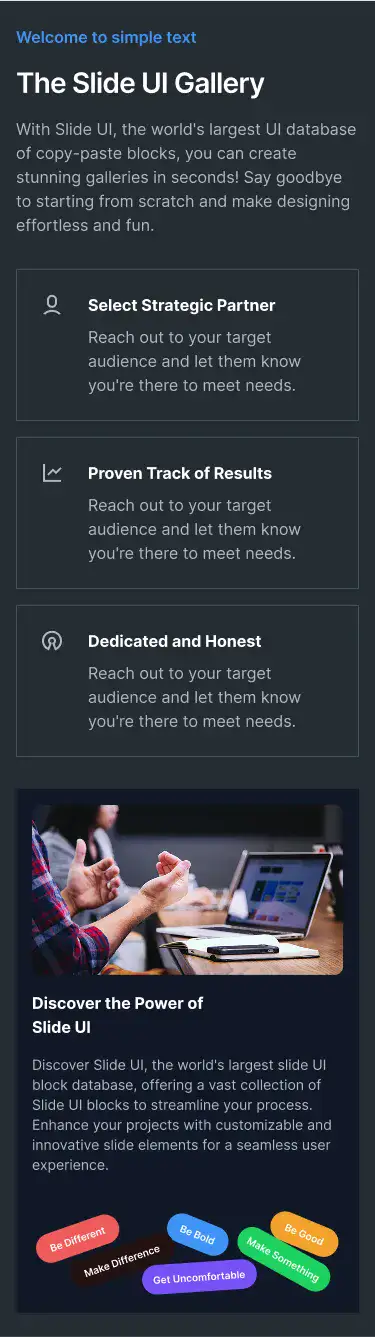 Welcome to simple text
The Slide UI Gallery
With Slide UI, the world's largest UI database
of copy-paste blocks, you can create
stunning galleries in seconds! Say goodbye
to starting from scratch and make designing
effortless and fun.
Select Strategic Partner
Reach out to your target
audience and let them know
you're there to meet needs.
Proven Track of Results
Reach out to your target
audience and let them know
you're there to meet needs.
Dedicated and Honest
Reach out to your target
audience and let them know
you're there to meet needs.
Discover the Power of
Slide UI
Discover Slide UI, the world's largest slide UI
block database, offering a vast collection of
Slide UI blocks to streamline your process.
Enhance your projects with customizable and
innovative slide elements for a seamless user
experience.
Be Different
Make Difference
Be Bold
Get Uncomfortable
Be Good
Make Something